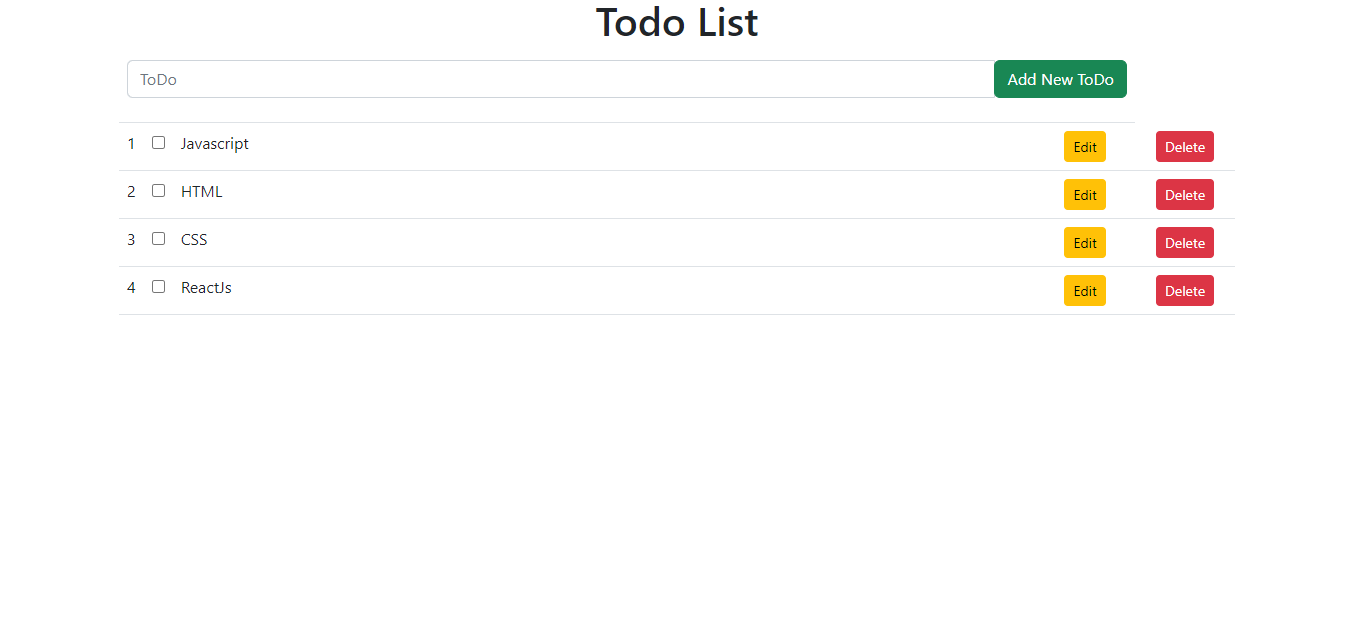 Todo List
ToDo Add New ToDo
1 Javascript Edit Delete
2 HTML Edit Delete
3 CSS Edit Delete
4 ReactJs Edit Delete